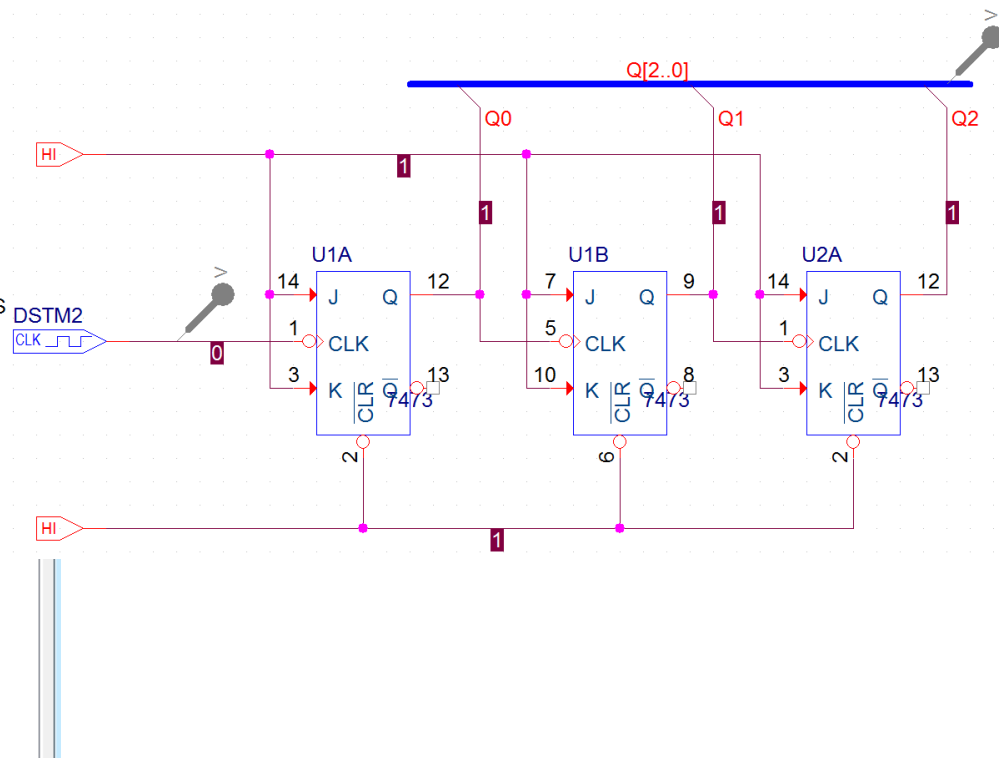 >
Q[2..0]
Q0
Q1
Q2
HI
1
1
1
1
U1A
U1B
U2A
>
14
J
Q
12
7
J
Q
9
14
J
Q
12
S
DSTM2
CLK
0
1
CLK
5
CLK
1
CLK
3
K
CLR
Q
13
7473
10
K
CLR
Q
8
7473
3
K
CLR
Q
13
7473
2
6
2
HI
1